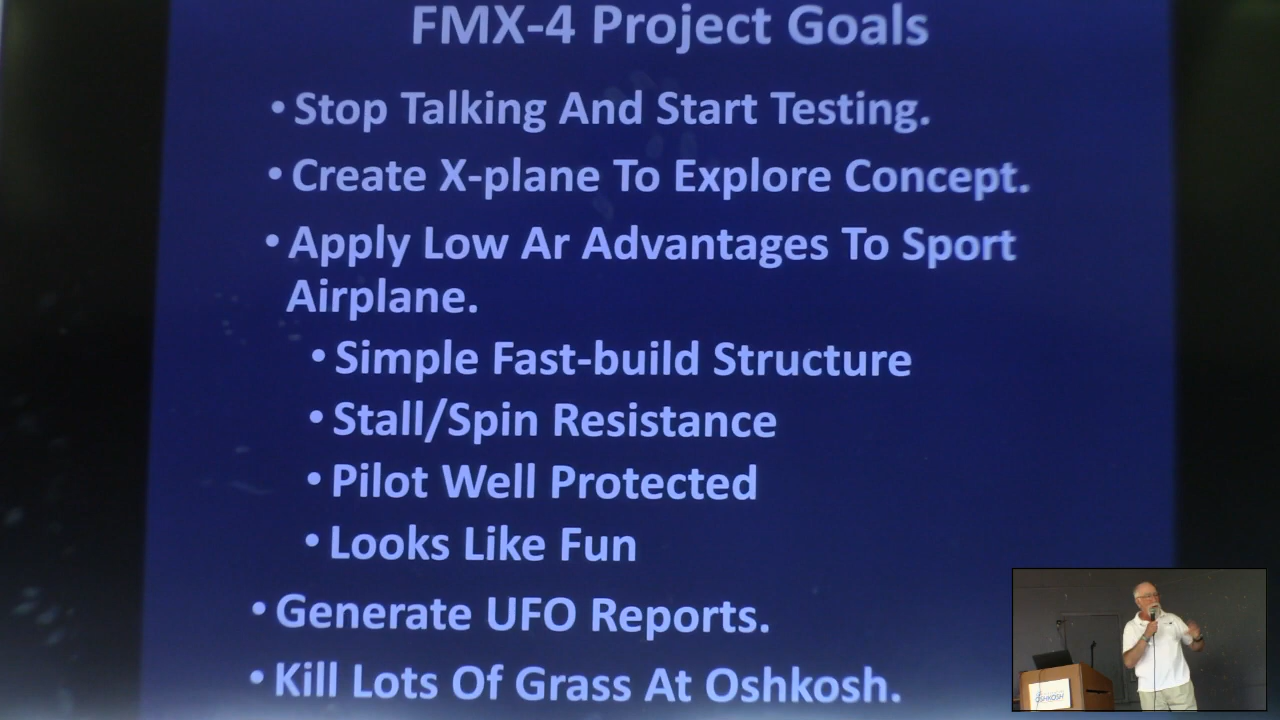 FMX-4 Project Goals
• Stop Talking And Start Testing.
• Create X-plane To Explore Concept.
• Apply Low Ar Advantages To Sport
Airplane.
• Simple Fast-build Structure
• Stall/Spin Resistance
• Pilot Well Protected
• Looks Like Fun
• Generate UFO Reports.
• Kill Lots Of Grass At Oshkosh.
OSHKOSH